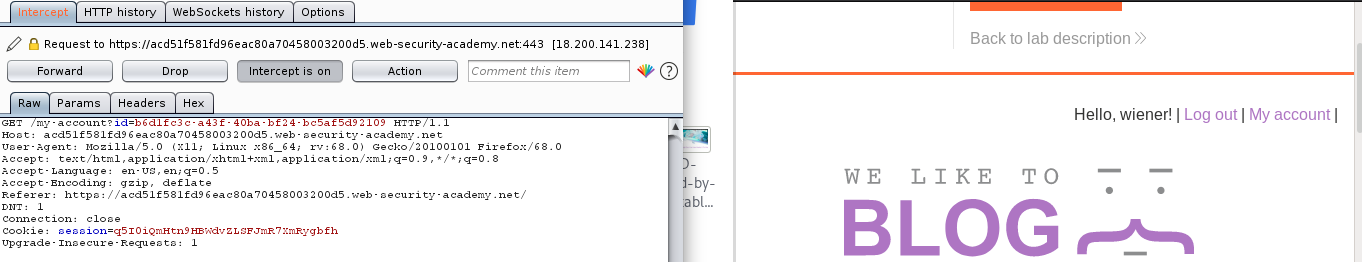 Intercept HTTP history WebSockets history Options
Request to https://acd51f581fd96eac80a70458003200d5.web-security-academy.net:443 [18.200.141.238]
Forward Drop Intercept is on Action Comment this item ?
Raw Params Headers Hex
GET /my-account?id=b6d1fc3c-a43f-40ba-bf24-bc5af5d92109 HTTP/1.1
Host: acd51f581fd96eac80a70458003200d5.web-security-academy.net
User-Agent: Mozilla/5.0 (X11; Linux x86_64; rv:68.0) Gecko/20100101 Firefox/68.0
Accept: text/html,application/xhtml+xml,application/xml;q=0.9,*/*;q=0.8
Accept-Language: en-US,en;q=0.5
Accept-Encoding: gzip, deflate
Referer: https://acd51f581fd96eac80a70458003200d5.web-security-academy.net/
DNT: 1
Connection: close
Cookie: session=q5I0iQmHtn9HBWdvZLSFJmR7XmRygbfh
Upgrade-Insecure-Requests: 1
D-
d-by-
tabl...
Back to lab description
Hello, wiener! | Log out | My account |
WE LIKE TO
BLOG